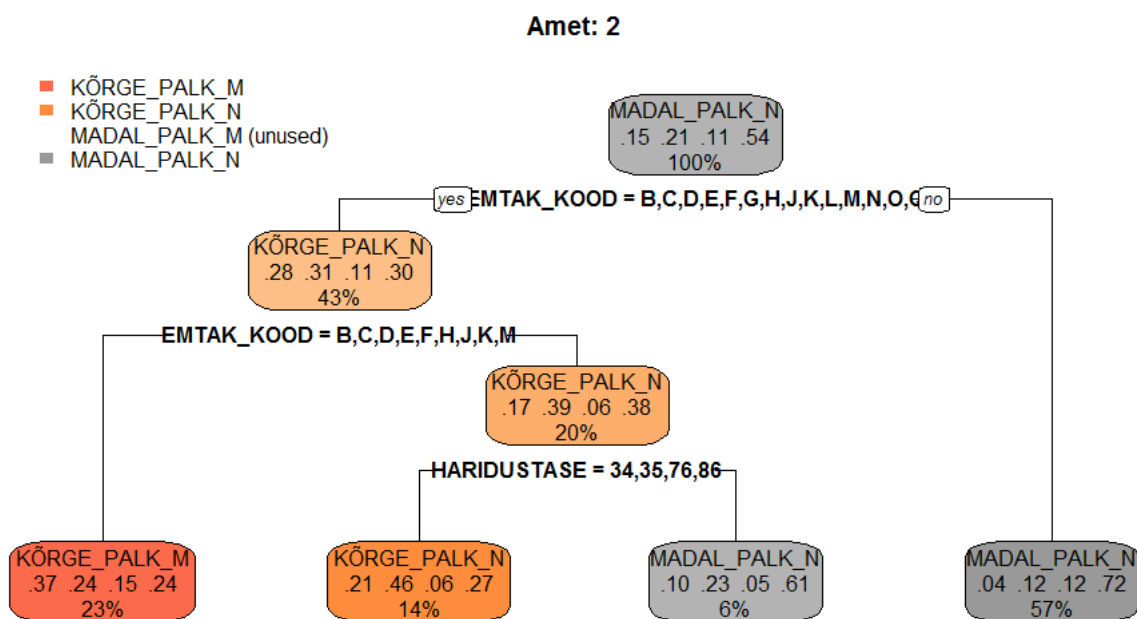 Amet: 2
KÕRGE_PALK_M
KÕRGE_PALK_N
MADAL_PALK_M (unused)
MADAL_PALK_N
MADAL_PALK_N
.15 .21 .11 .54
100%
yes EMTAK_KOOD = B,C,D,E,F,G,H,J,K,L,M,N,O, no
KÕRGE_PALK_N
.28 .31 .11 .30
43%
EMTAK_KOOD = B,C,D,E,F,H,J,K,M
KÕRGE_PALK_N
.17 .39 .06 .38
20%
HARIDUSTASE = 34,35,76,86
KÕRGE_PALK_M
.37 .24 .15 .24
23%
KÕRGE_PALK_N
.21 .46 .06 .27
14%
MADAL_PALK_N
.10 .23 .05 .61
6%
MADAL_PALK_N
.04 .12 .12 .72
57%